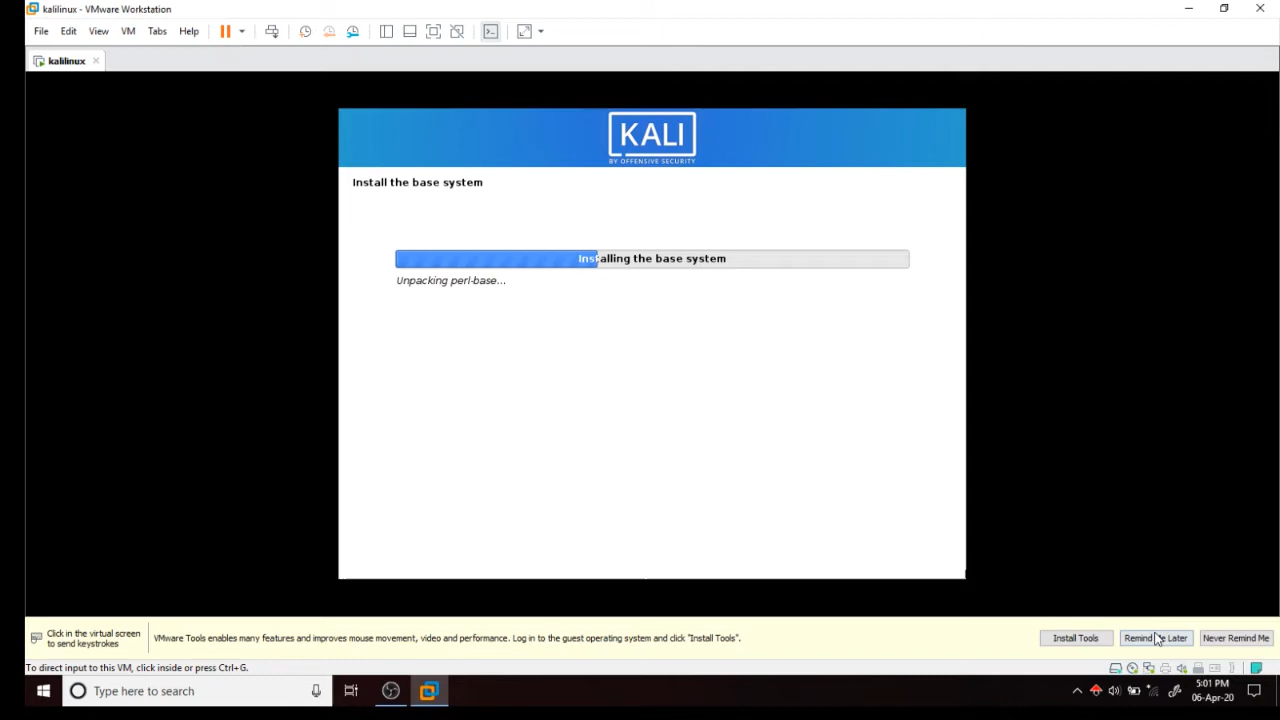 kalilinux - VMware Workstation
File Edit View VM Tabs Help
kalilinux
KALI
BY OFFENSIVE SECURITY
Install the base system
Installing the base system
Unpacking perl-base...
Click in the virtual screen
to send keystrokes
VMware Tools enables many features and improves mouse movement, video and performance. Log in to the guest operating system and click "Install Tools".
Install Tools
Remind Me Later
Never Remind Me
To direct input to this VM, click inside or press Ctrl+G.
Type here to search
5:01 PM
06-Apr-20